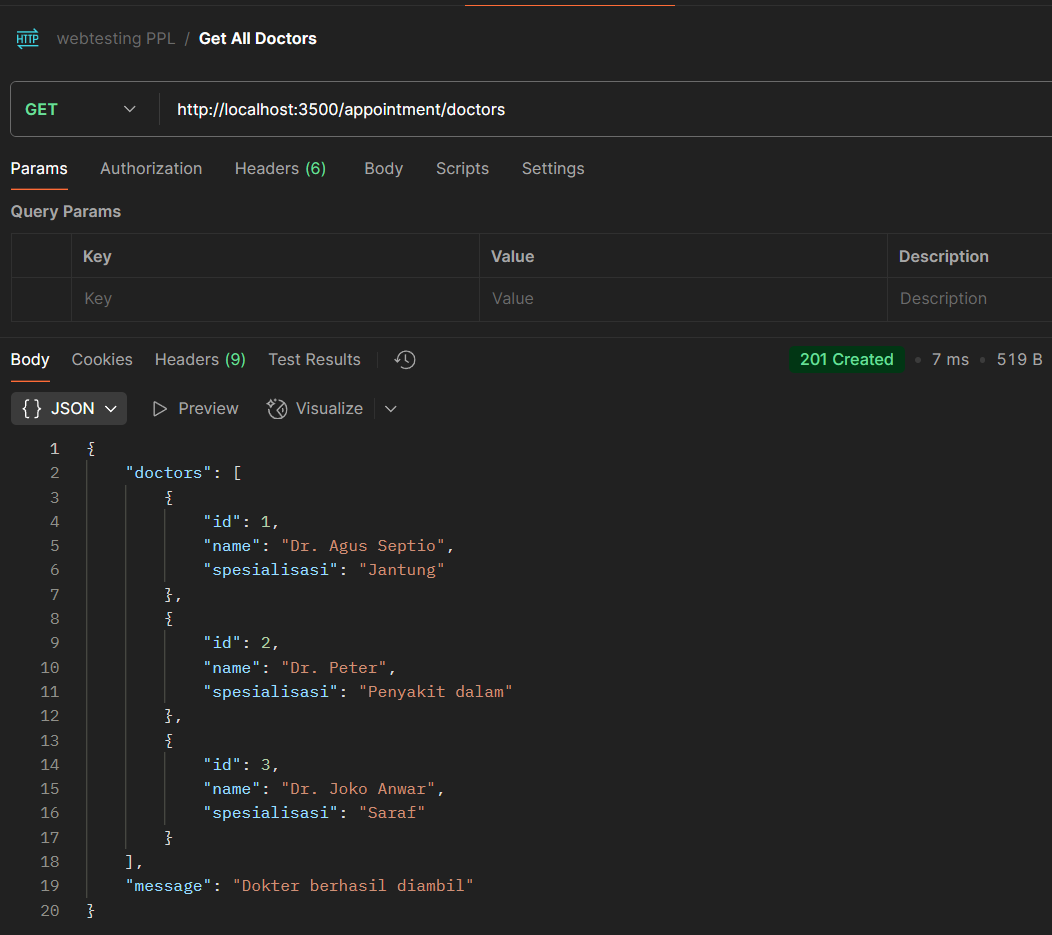 HTTP webtesting PPL / Get All Doctors
GET http://localhost:3500/appointment/doctors
Params Authorization Headers (6) Body Scripts Settings
Query Params
Key Value Description
Key Value Description
Body Cookies Headers (9) Test Results 201 Created • 7 ms • 519 B
{} JSON Preview Visualize
1 {
2 "doctors": [
3 {
4 "id": 1,
5 "name": "Dr. Agus Septio",
6 "spesialisasi": "Jantung"
7 },
8 {
9 "id": 2,
10 "name": "Dr. Peter",
11 "spesialisasi": "Penyakit dalam"
12 },
13 {
14 "id": 3,
15 "name": "Dr. Joko Anwar",
16 "spesialisasi": "Saraf"
17 }
18 ],
19 "message": "Dokter berhasil diambil"
20 }